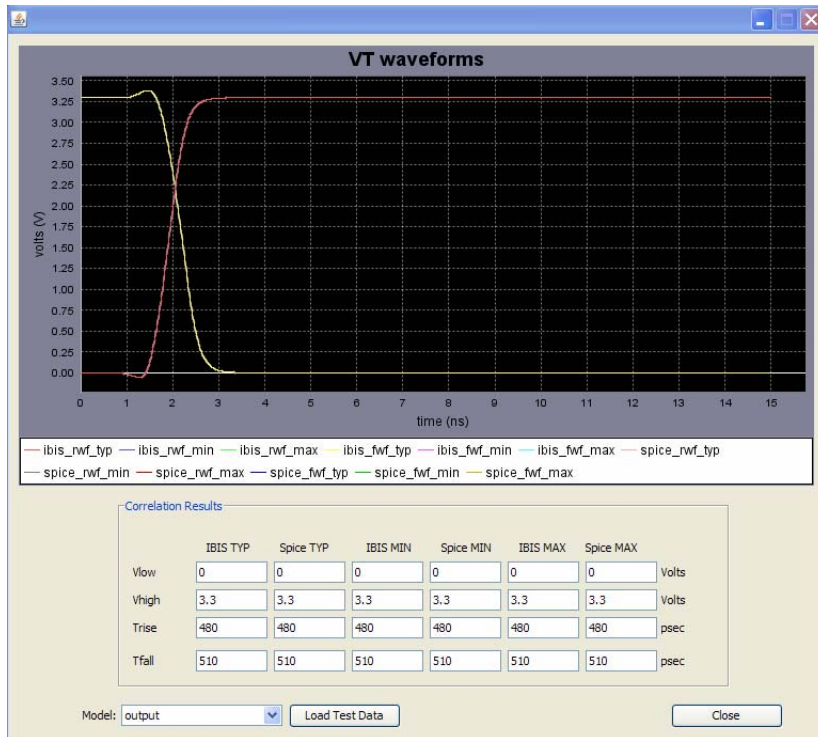 VT waveforms
3.50
3.25
3.00
2.75
2.50
2.25
2.00
1.75
1.50
1.25
1.00
0.75
0.50
0.25
0.00
volts (V)
0 1 2 3 4 5 6 7 8 9 10 11 12 13 14 15
time (ns)
ibis_rwf_typ ibis_rwf_min ibis_rwf_max ibis_fwf_typ ibis_fwf_min ibis_fwf_max spice_rwf_typ
spice_rwf_min spice_rwf_max spice_fwf_typ spice_fwf_min spice_fwf_max
Correlation Results
IBIS TYP Spice TYP IBIS MIN Spice MIN IBIS MAX Spice MAX
Vlow 0 0 0 0 0 0 Volts
Vhigh 3.3 3.3 3.3 3.3 3.3 3.3 Volts
Trise 480 480 480 480 480 480 psec
Tfall 510 510 510 510 510 510 psec
Model: output Load Test Data Close